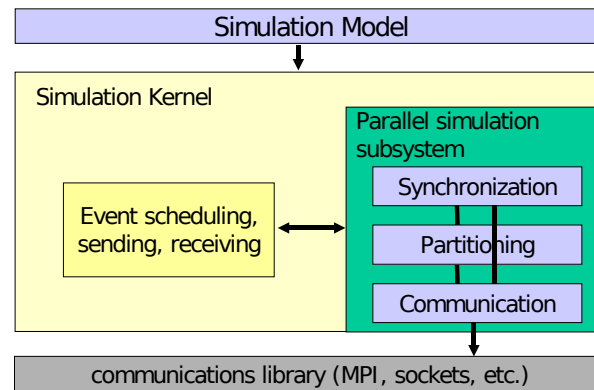 Simulation Model
Simulation Kernel
Parallel simulation
subsystem
Synchronization
Event scheduling,
sending, receiving
Partitioning
Communication
communications library (MPI, sockets, etc.)